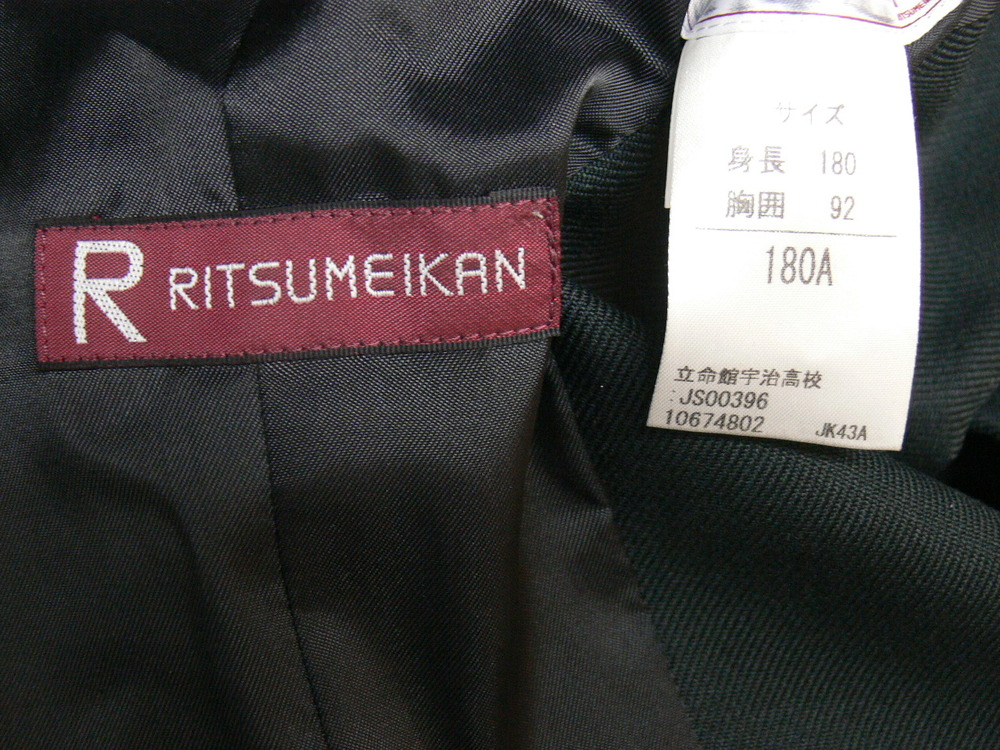 R RITSUMEIKAN
サイズ
身長 180
胸囲 92
180A
立命館宇治高校
:JS00396
10674802 JK43A